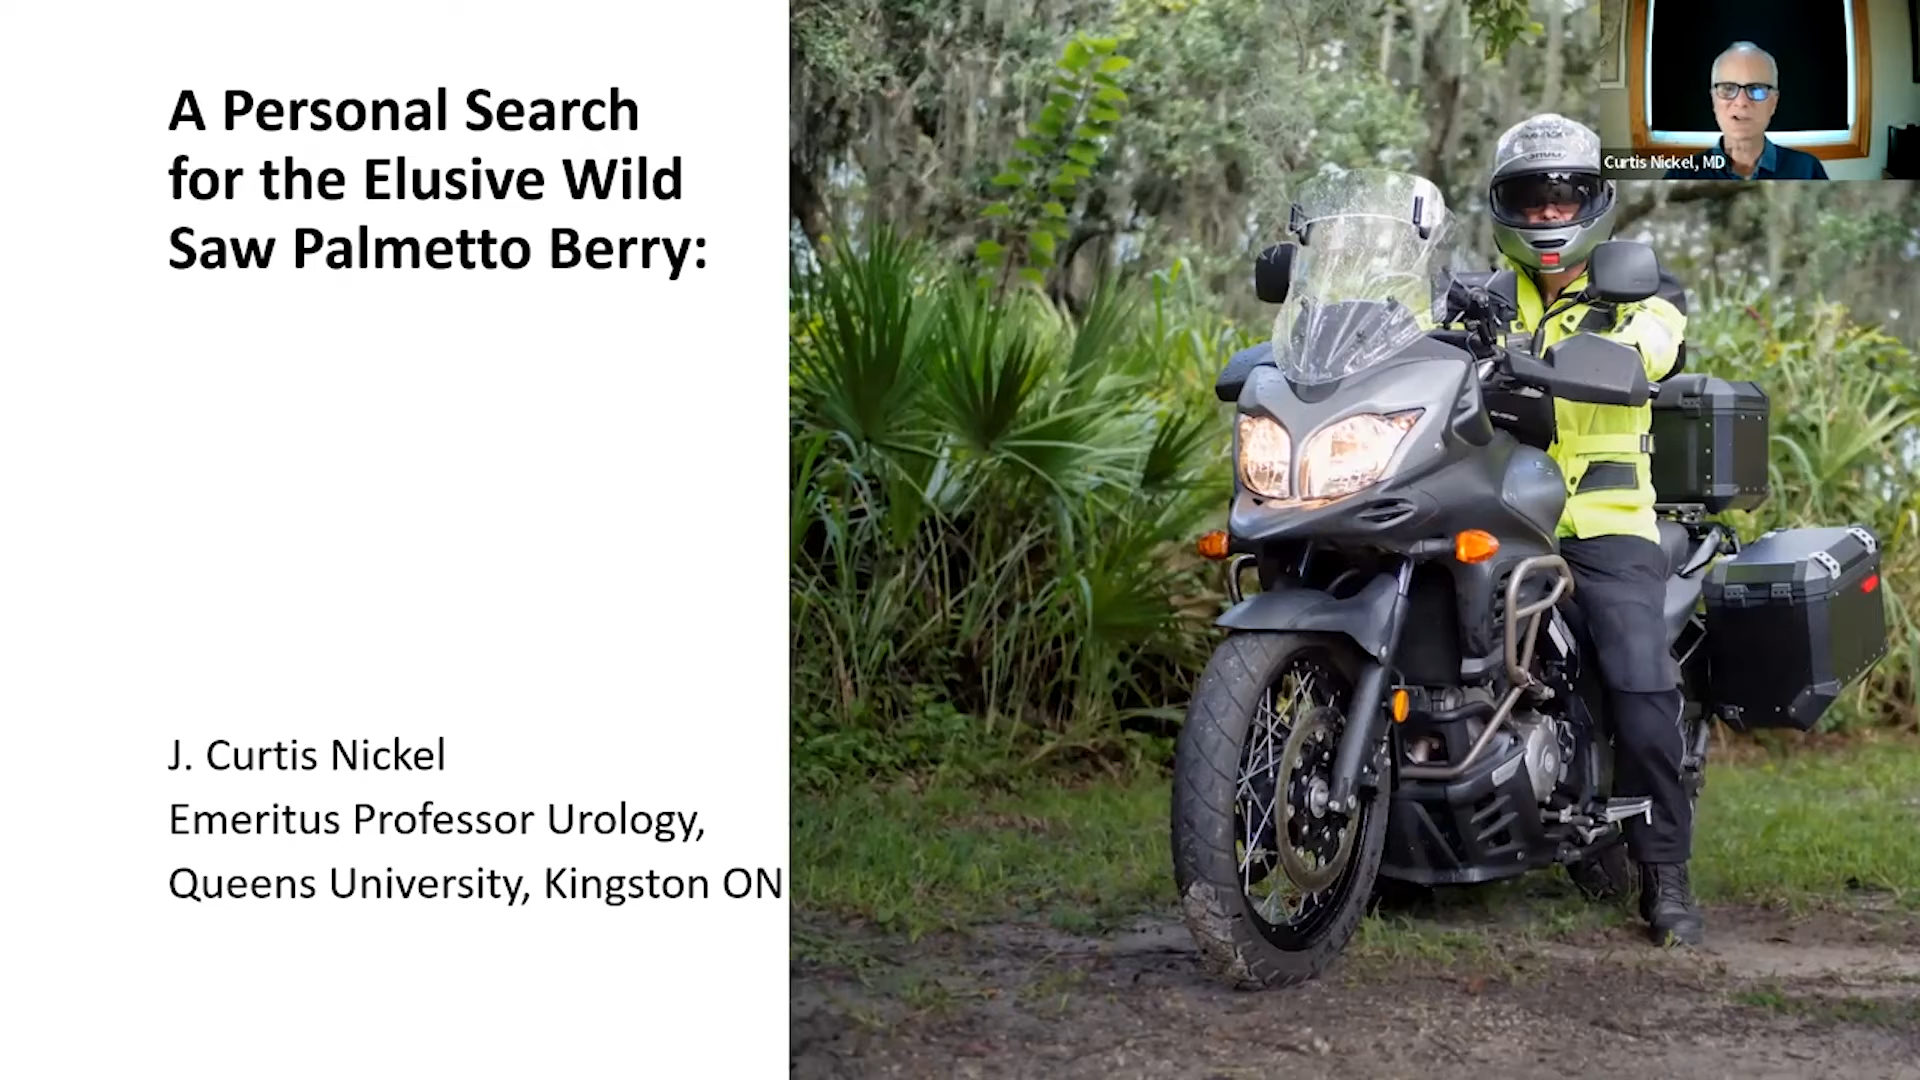 A Personal Search
for the Elusive Wild
Saw Palmetto Berry:
Curtis Nickel, MD
J. Curtis Nickel
Emeritus Professor Urology,
Queens University, Kingston ON